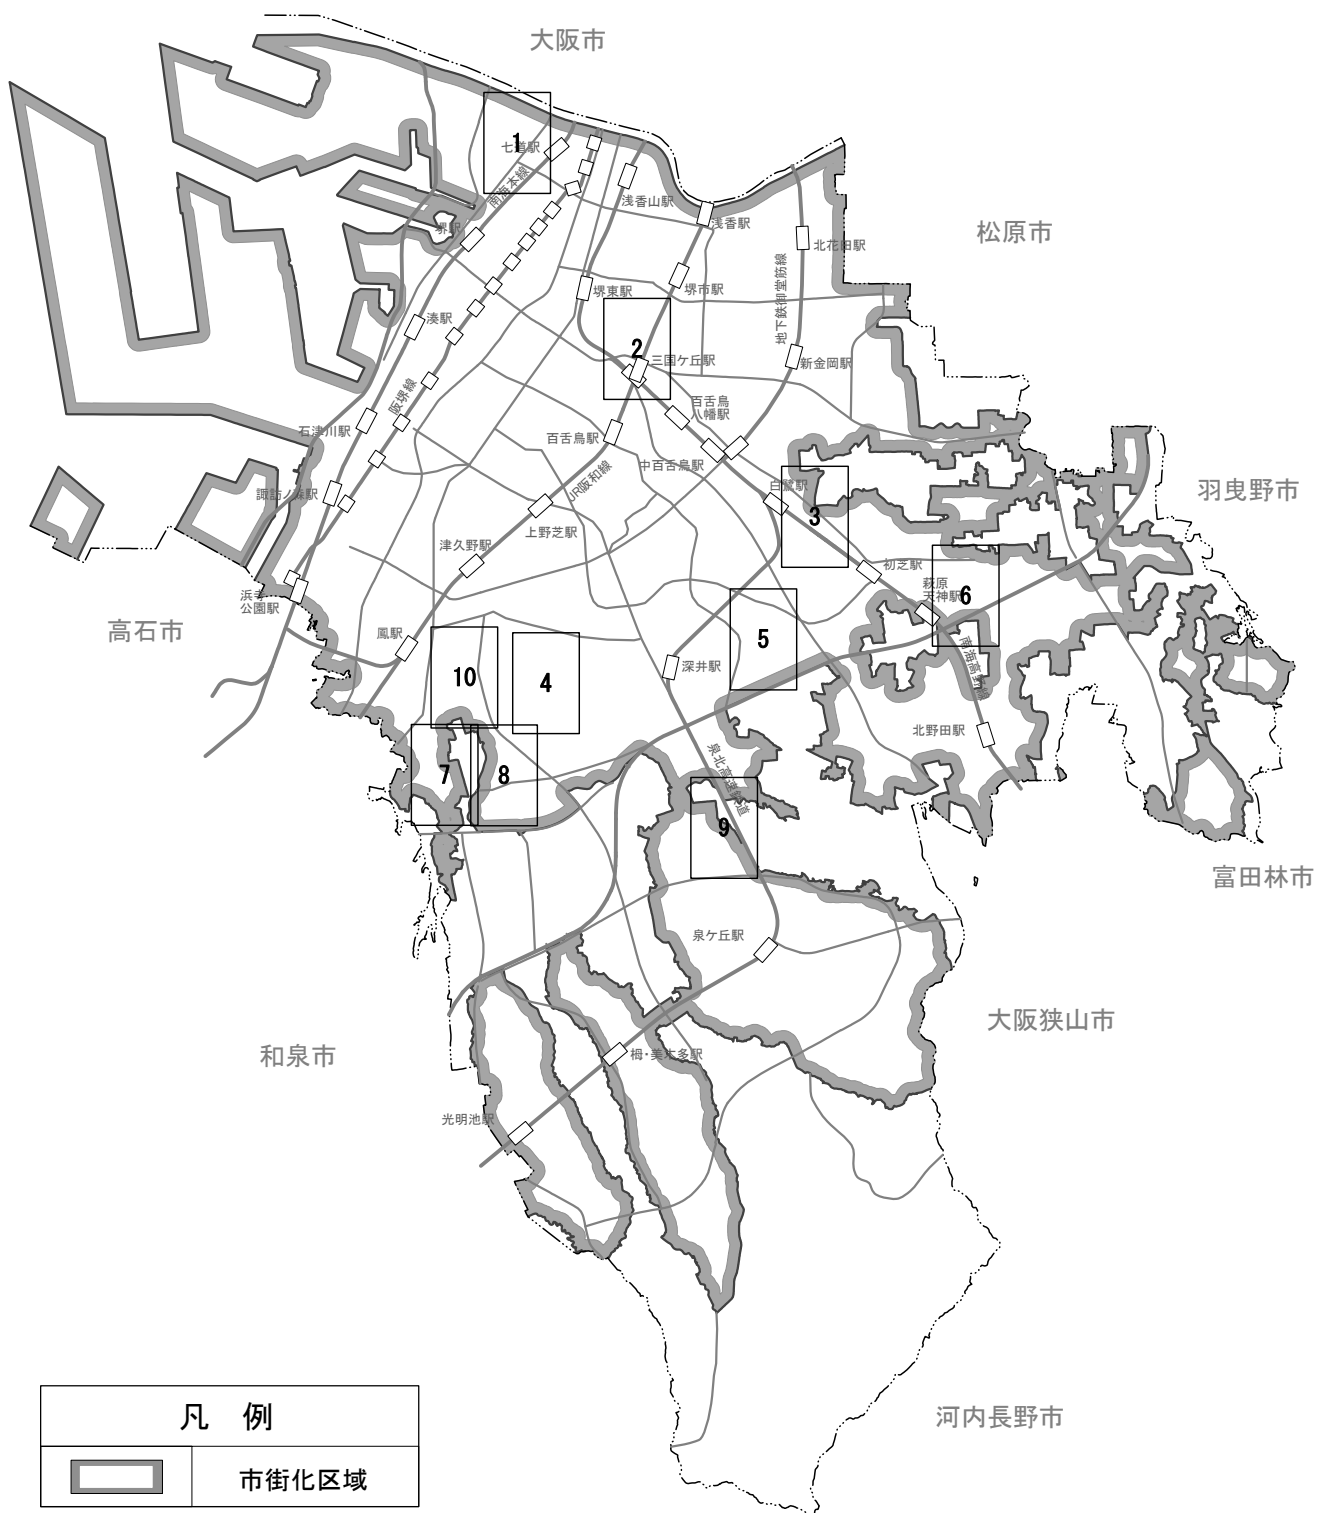 大阪市
1
七道駅
南海本線
浅香山駅
浅香駅
松原市
堺駅
北花田駅
地下鉄御堂筋線
堺東駅
堺市駅
湊駅
2
三国ケ丘駅
新金岡駅
阪堺線
百舌鳥
八幡駅
石津川駅
百舌鳥駅
中百舌鳥駅
JR阪和線
白鷺駅
羽曳野市
諏訪ノ森駅
3
上野芝駅
津久野駅
初芝駅
萩原
天神駅
6
浜寺
公園駅
高石市
鳳駅
5
深井駅
南海高野線
10
4
北野田駅
泉北高速鉄道
7
8
9
富田林市
泉ケ丘駅
大阪狭山市
和泉市
栂・美木多駅
光明池駅
河内長野市
凡 例
市街化区域